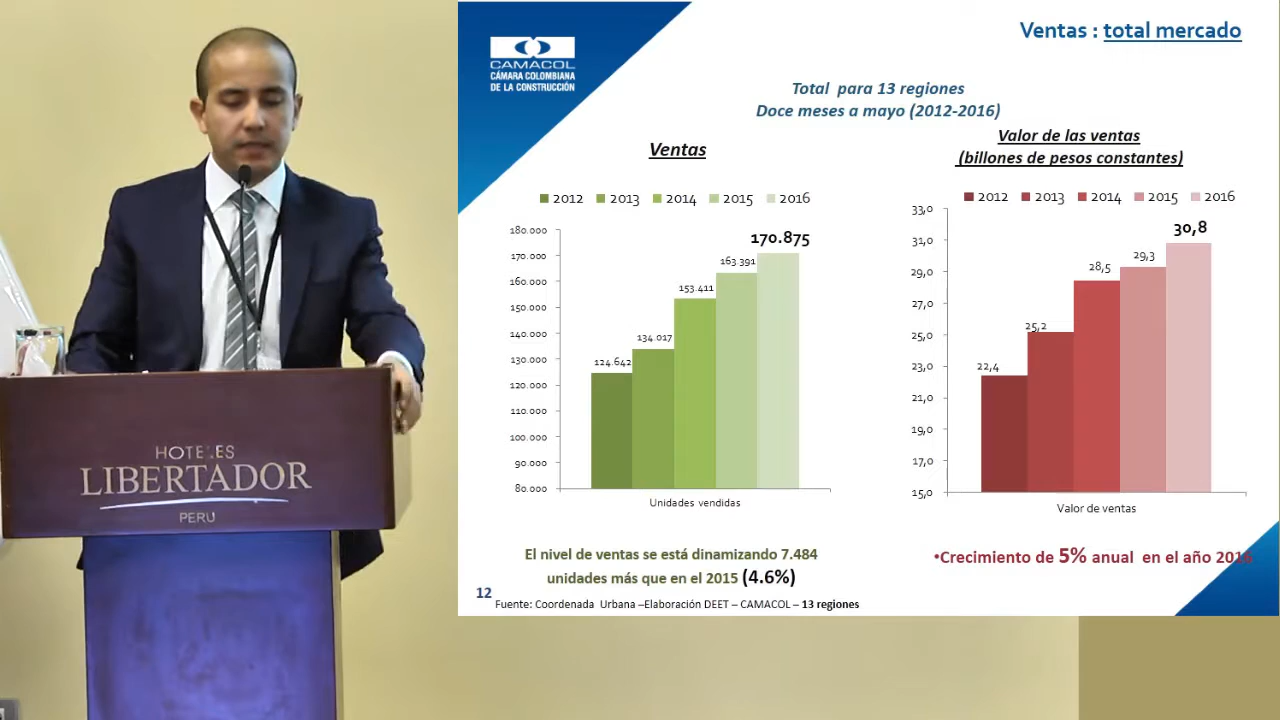 HOTELES
LIBERTADOR
PERU
CAMACOL
CÁMARA COLOMBIANA
DE LA CONSTRUCCIÓN
Ventas : total mercado
Total para 13 regiones
Doce meses a mayo (2012-2016)
Ventas
2012 2013 2014 2015 2016
180.000
170.000
160.000
150.000
140.000
130.000
120.000
110.000
100.000
90.000
80.000
124.642
134.017
153.411
163.391
170.875
Unidades vendidas
El nivel de ventas se está dinamizando 7.484
unidades más que en el 2015 (4.6%)
Valor de las ventas
(billones de pesos constantes)
2012 2013 2014 2015 2016
33,0
31,0
29,0
27,0
25,0
23,0
21,0
19,0
17,0
15,0
22,4
25,2
28,5
29,3
30,8
Valor de ventas
•Crecimiento de 5% anual en el año 2016
12
Fuente: Coordenada Urbana –Elaboración DEET – CAMACOL – 13 regiones